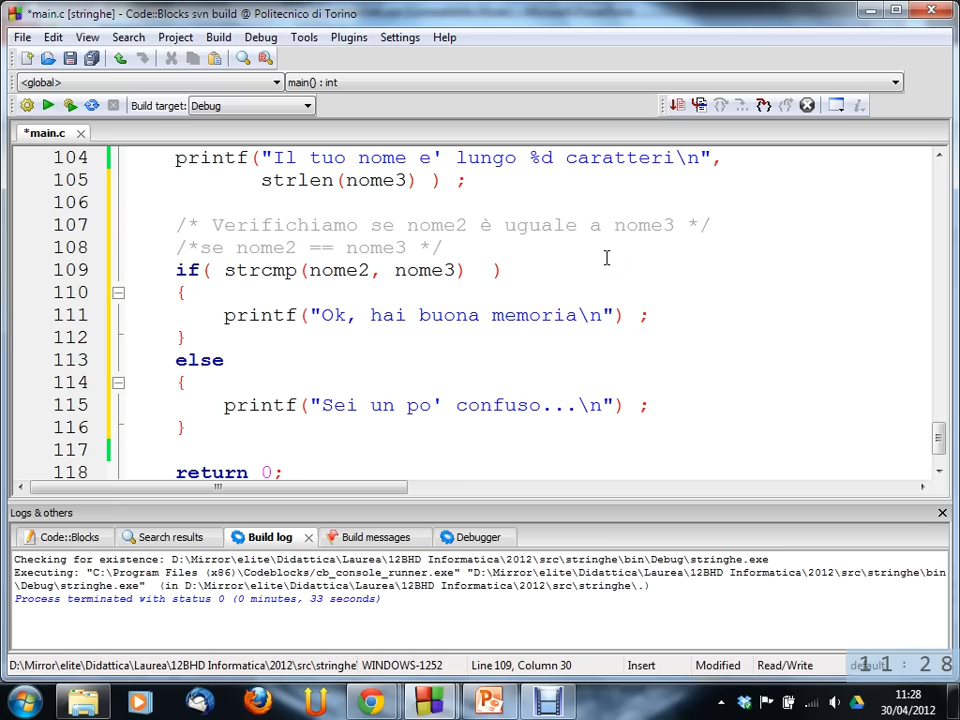 *main.c [stringhe] - Code::Blocks svn build @ Politecnico di Torino
File Edit View Search Project Build Debug Tools Plugins Settings Help
<global> main() : int
Build target: Debug
*main.c
104 printf("Il tuo nome e' lungo %d caratteri\n",
105 strlen(nome3) ) ;
106
107 /* Verifichiamo se nome2 è uguale a nome3 */
108 /*se nome2 == nome3 */
109 if( strcmp(nome2, nome3) )
110 {
111 printf("Ok, hai buona memoria\n") ;
112 }
113 else
114 {
115 printf("Sei un po' confuso...\n") ;
116 }
117
118 return 0;
Logs & others
Code::Blocks Search results Build log Build messages Debugger
Checking for existence: D:\Mirror\elite\Didattica\Laurea\12BHD Informatica\2012\src\stringhe\bin\Debug\stringhe.exe
Executing: "C:\Program Files (x86)\Codeblocks/cb_console_runner.exe" "D:\Mirror\elite\Didattica\Laurea\12BHD Informatica\2012\src\stringhe\bin
\Debug\stringhe.exe" (in D:\Mirror\elite\Didattica\Laurea\12BHD Informatica\2012\src\stringhe\.)
Process terminated with status 0 (0 minutes, 33 seconds)
D:\Mirror\elite\Didattica\Laurea\12BHD Informatica\2012\src\stringhe WINDOWS-1252 Line 109, Column 30 Insert Modified Read/Write default
11:28
11:28
30/04/2012